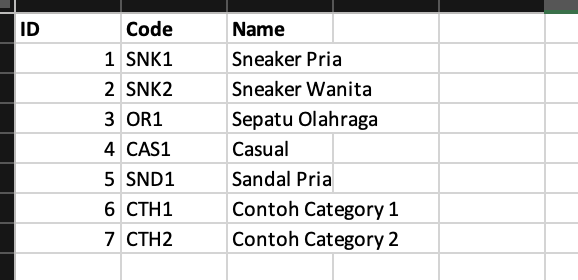 ID Code Name
1 SNK1 Sneaker Pria
2 SNK2 Sneaker Wanita
3 OR1 Sepatu Olahraga
4 CAS1 Casual
5 SND1 Sandal Pria
6 CTH1 Contoh Category 1
7 CTH2 Contoh Category 2